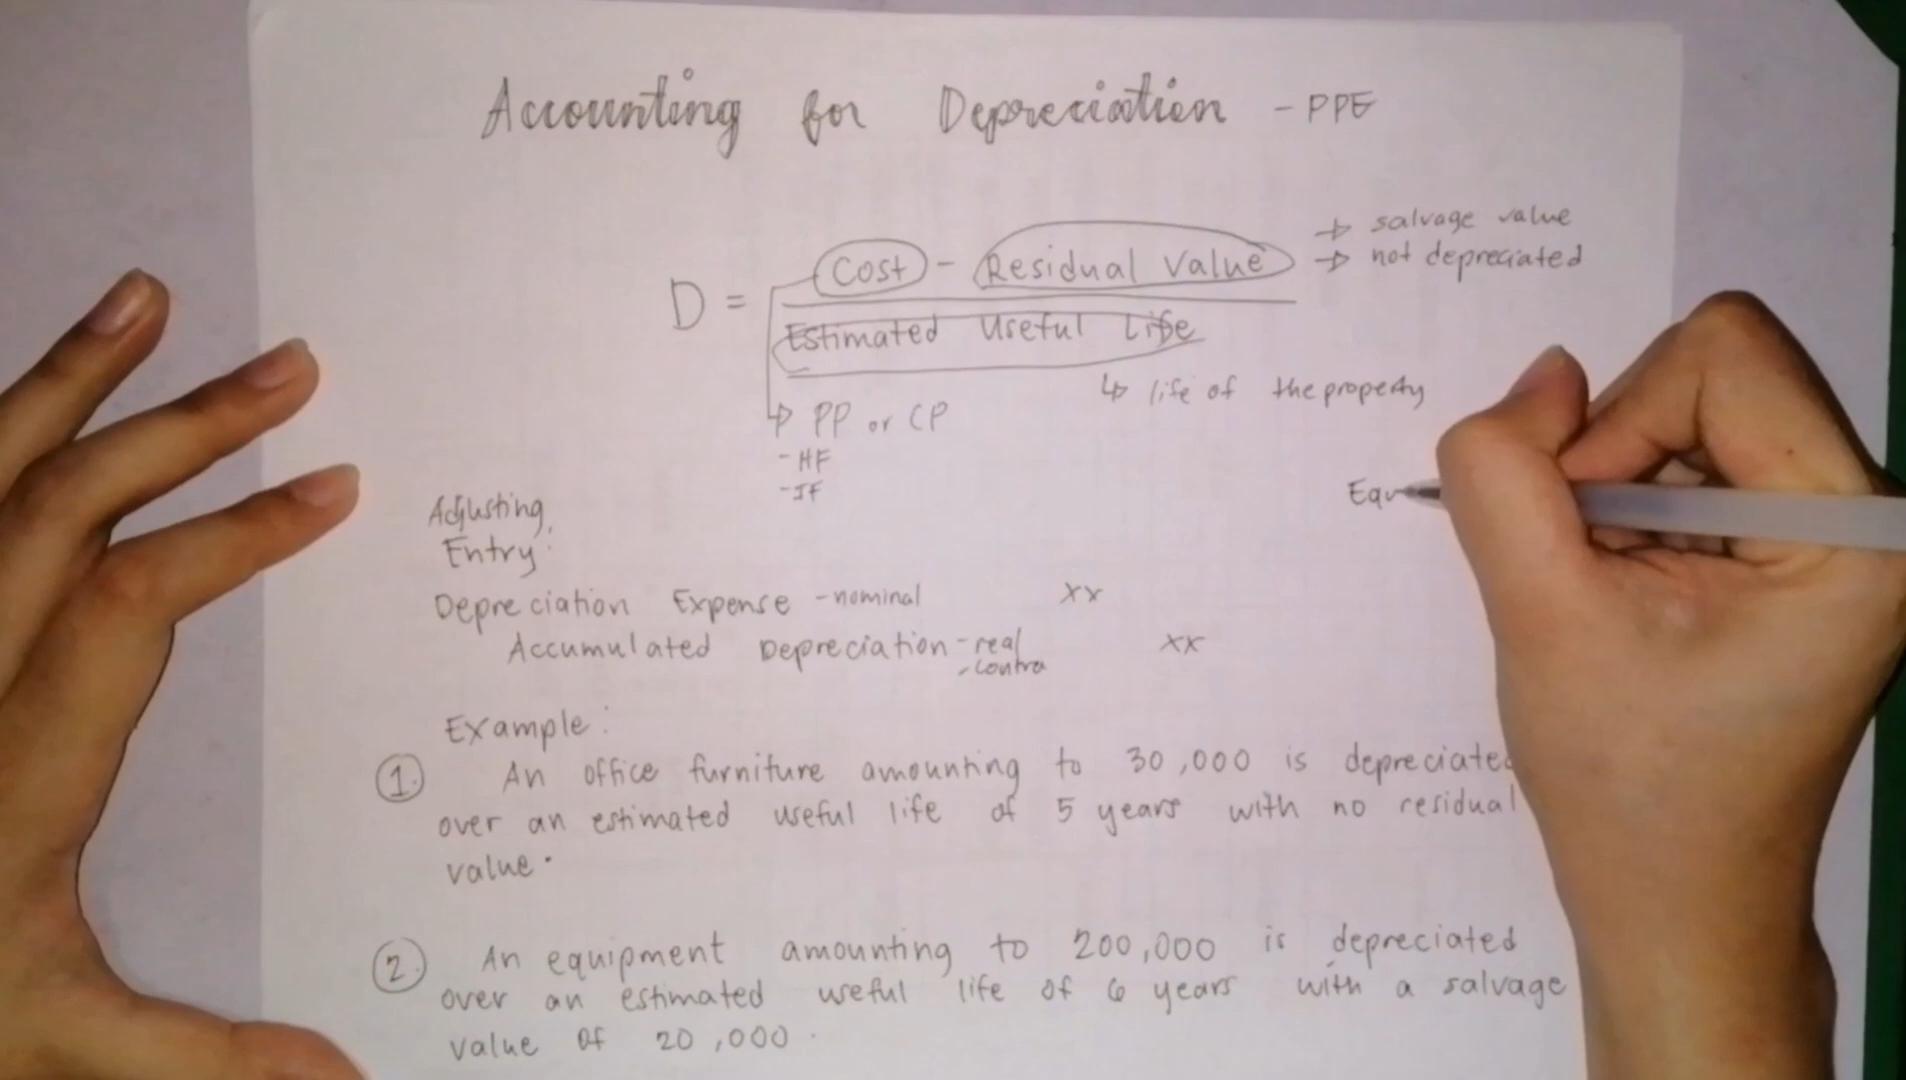 Accounting for Depreciation - PPE
→ salvage value
Cost - Residual Value → not depreciated
D =
Estimated Useful Life
↳ life of the property
→ PP or CP
- HF
- IF
Equ
Adjusting
Entry:
Depreciation Expense - nominal xx
Accumulated Depreciation - real xx
- contra
Example:
1. An office furniture amounting to 30,000 is depreciated
over an estimated useful life of 5 years with no residual
value.
2. An equipment amounting to 200,000 is depreciated
over an estimated useful life of 6 years with a salvage
value of 20,000.